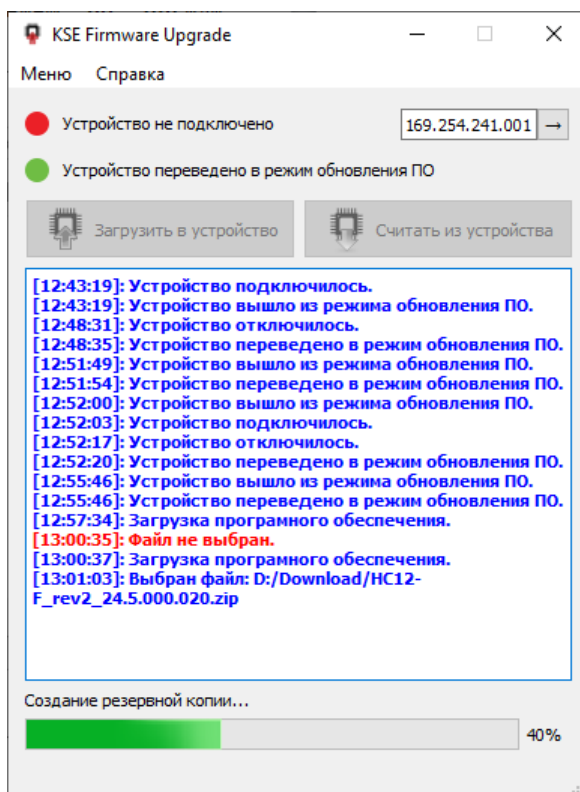 KSE Firmware Upgrade
Меню Справка
Устройство не подключено 169.254.241.001 →
Устройство переведено в режим обновления ПО
Загрузить в устройство Считать из устройства
[12:43:19]: Устройство подключилось.
[12:43:19]: Устройство вышло из режима обновления ПО.
[12:48:31]: Устройство отключилось.
[12:48:35]: Устройство переведено в режим обновления ПО.
[12:51:49]: Устройство вышло из режима обновления ПО.
[12:51:54]: Устройство переведено в режим обновления ПО.
[12:52:00]: Устройство вышло из режима обновления ПО.
[12:52:03]: Устройство подключилось.
[12:52:17]: Устройство отключилось.
[12:52:20]: Устройство переведено в режим обновления ПО.
[12:55:46]: Устройство вышло из режима обновления ПО.
[12:55:46]: Устройство переведено в режим обновления ПО.
[12:57:34]: Загрузка програмного обеспечения.
[13:00:35]: Файл не выбран.
[13:00:37]: Загрузка програмного обеспечения.
[13:01:03]: Выбран файл: D:/Download/HC12-
F_rev2_24.5.000.020.zip
Создание резервной копии...
40%